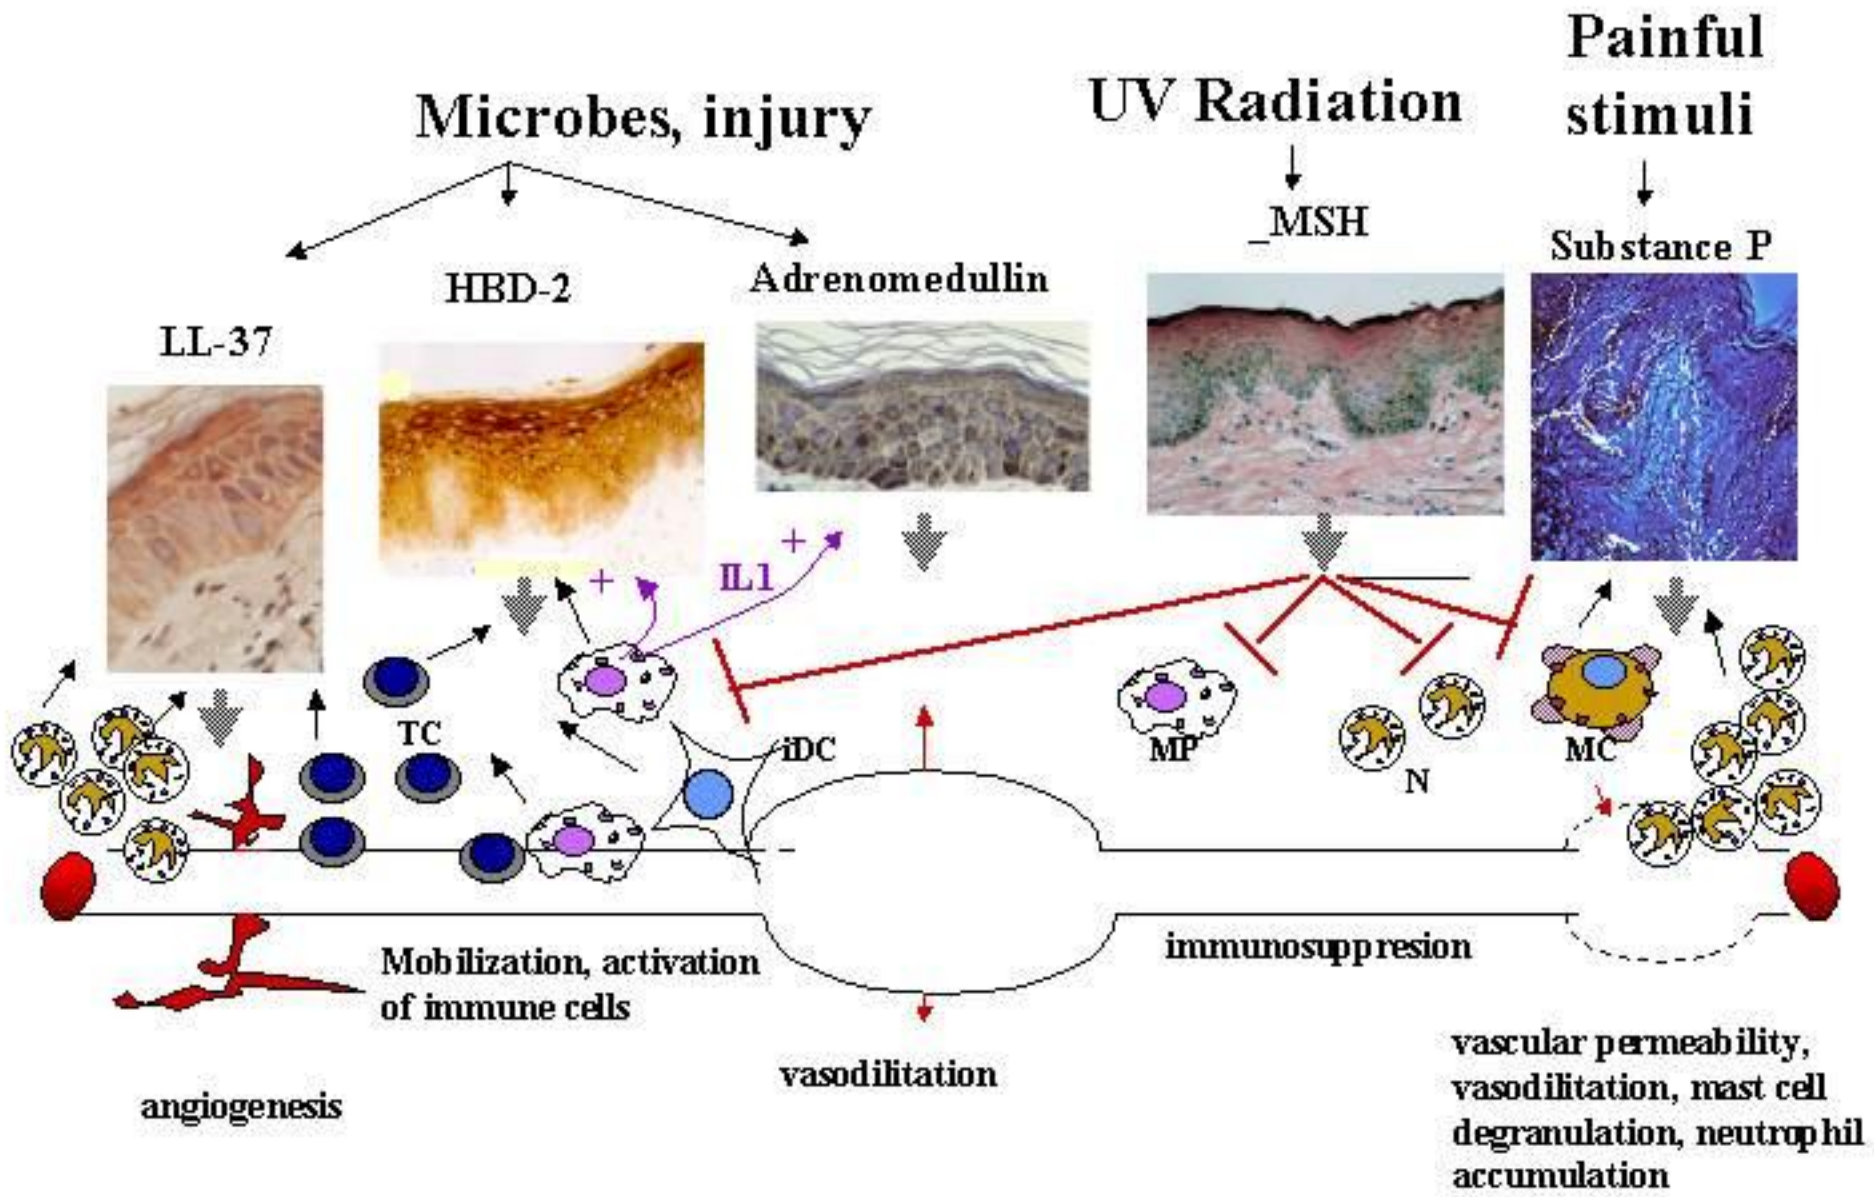 Painful
stimuli
UV Radiation
Microbes, injury
_MSH
Substance P
Adrenomedullin
HBD-2
LL-37
+
IL1
+
TC
iDC
MP
N
MC
immunosuppresion
Mobilization, activation
of immune cells
vasodilitation
angiogenesis
vascular permeability,
vasodilitation, mast cell
degranulation, neutrophil
accumulation